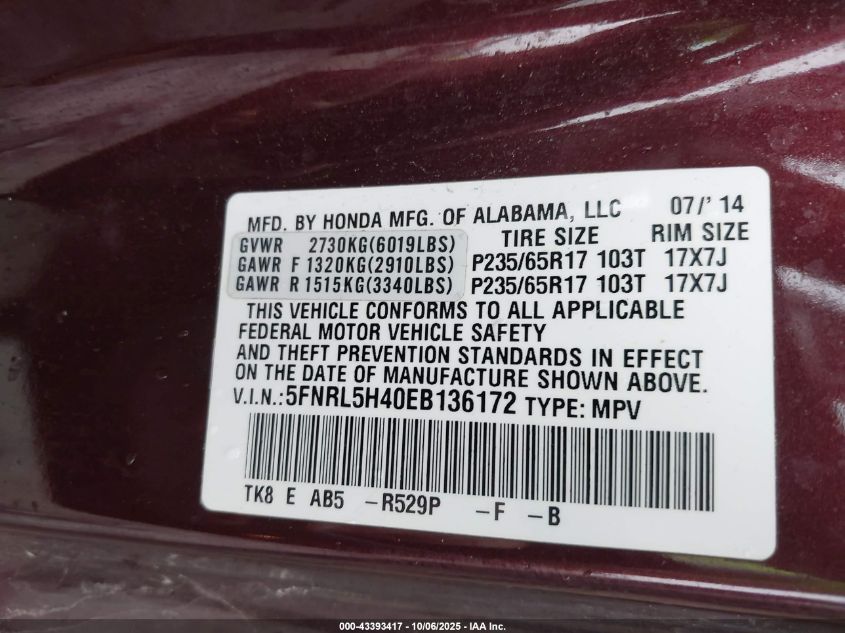 MFD. BY HONDA MFG. OF ALABAMA, LLC 07/'14
GVWR 2730KG(6019LBS) TIRE SIZE RIM SIZE
GAWR F 1320KG(2910LBS) P235/65R17 103T 17X7J
GAWR R 1515KG(3340LBS) P235/65R17 103T 17X7J
THIS VEHICLE CONFORMS TO ALL APPLICABLE
FEDERAL MOTOR VEHICLE SAFETY
AND THEFT PREVENTION STANDARDS IN EFFECT
ON THE DATE OF MANUFACTURE SHOWN ABOVE.
V.I.N.:5FNRL5H40EB136172 TYPE: MPV
TK8 E AB5 -R529P -F -B
000-43393417 - 10/06/2025 - IAA Inc.